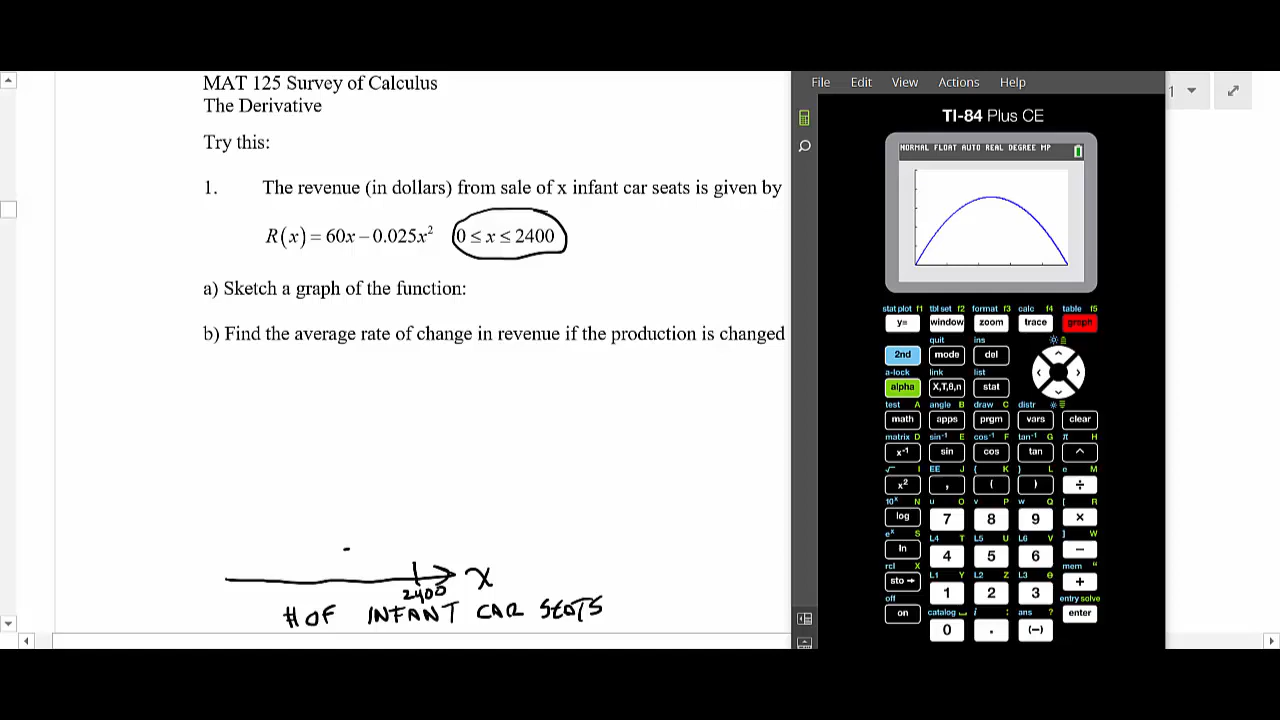 MAT 125 Survey of Calculus
The Derivative
Try this:
1. The revenue (in dollars) from sale of x infant car seats is given by
R(x) = 60x − 0.025x² 0 ≤ x ≤ 2400
a) Sketch a graph of the function:
b) Find the average rate of change in revenue if the production is changed
x
2400
# OF INFANT CAR SEATS
File Edit View Actions Help
1
TI-84 Plus CE
NORMAL FLOAT AUTO REAL DEGREE MP
stat plot f1 tbl set f2 format f3 calc f4 table f5
y= window zoom trace graph
quit ins
2nd mode del
a-lock link list
alpha X,T,θ,n stat
test A angle B draw C distr
math apps prgm vars clear
matrix D sin⁻¹ E cos⁻¹ F tan⁻¹ G π H
x⁻¹ sin cos tan ^
√ I EE J { K } L e M
x² , ( ) ÷
10ˣ N u O v P w Q [ R
log 7 8 9 ×
eˣ S L4 T L5 U L6 V ] W
ln 4 5 6 −
rcl X L1 Y L2 Z L3 θ mem "
sto→ 1 2 3 +
off catalog ⎵ i : ans ? entry solve
on 0 . (−) enter